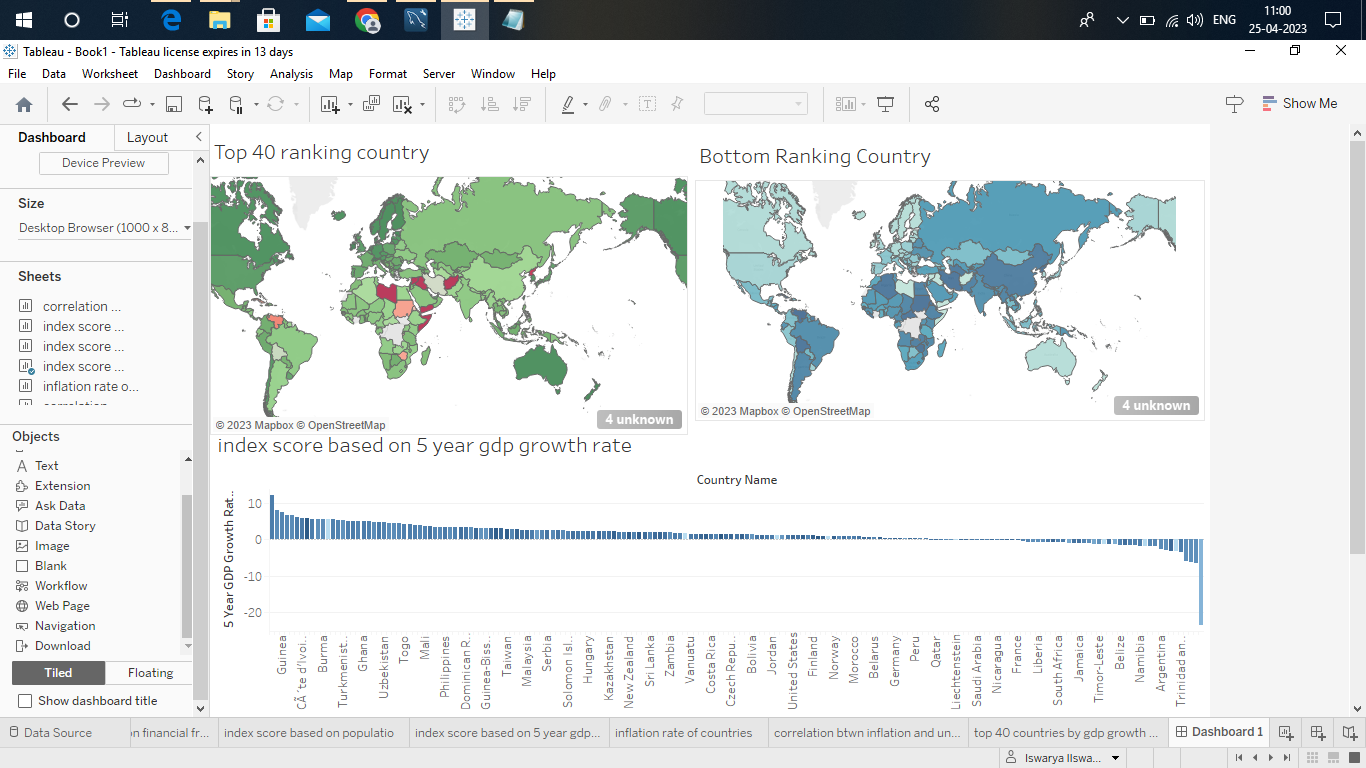 ENG
11:00
25-04-2023
Tableau - Book1 - Tableau license expires in 13 days
File Data Worksheet Dashboard Story Analysis Map Format Server Window Help
Show Me
Dashboard Layout
Device Preview
Size
Desktop Browser (1000 x 8...
Sheets
correlation ...
index score ...
index score ...
index score ...
inflation rate o...
Objects
Text
Extension
Ask Data
Data Story
Image
Blank
Workflow
Web Page
Navigation
Download
Tiled Floating
Show dashboard title
Top 40 ranking country
© 2023 Mapbox © OpenStreetMap
4 unknown
Bottom Ranking Country
© 2023 Mapbox © OpenStreetMap
4 unknown
index score based on 5 year gdp growth rate
Country Name
5 Year GDP Growth Rat..
10
0
-10
-20
Guinea
CÃ´te d'Ivoi..
Burma
Turkmenist..
Ghana
Uzbekistan
Togo
Mali
Philippines
Dominican R..
Guinea-Biss..
Taiwan
Malaysia
Serbia
Solomon Isl..
Hungary
Kazakhstan
New Zealand
Sri Lanka
Zambia
Vanuatu
Costa Rica
Czech Repu..
Bolivia
Jordan
United States
Finland
Norway
Morocco
Belarus
Germany
Peru
Qatar
Liechtenstein
Saudi Arabia
Nicaragua
France
Liberia
South Africa
Jamaica
Timor-Leste
Belize
Namibia
Argentina
Trinidadan..
Data Source
n financial fr...
index score based on populatio
index score based on 5 year gdp...
inflation rate of countries
correlation btwn inflation and un...
top 40 countries by gdp growth ...
Dashboard 1
Iswarya IIswa...